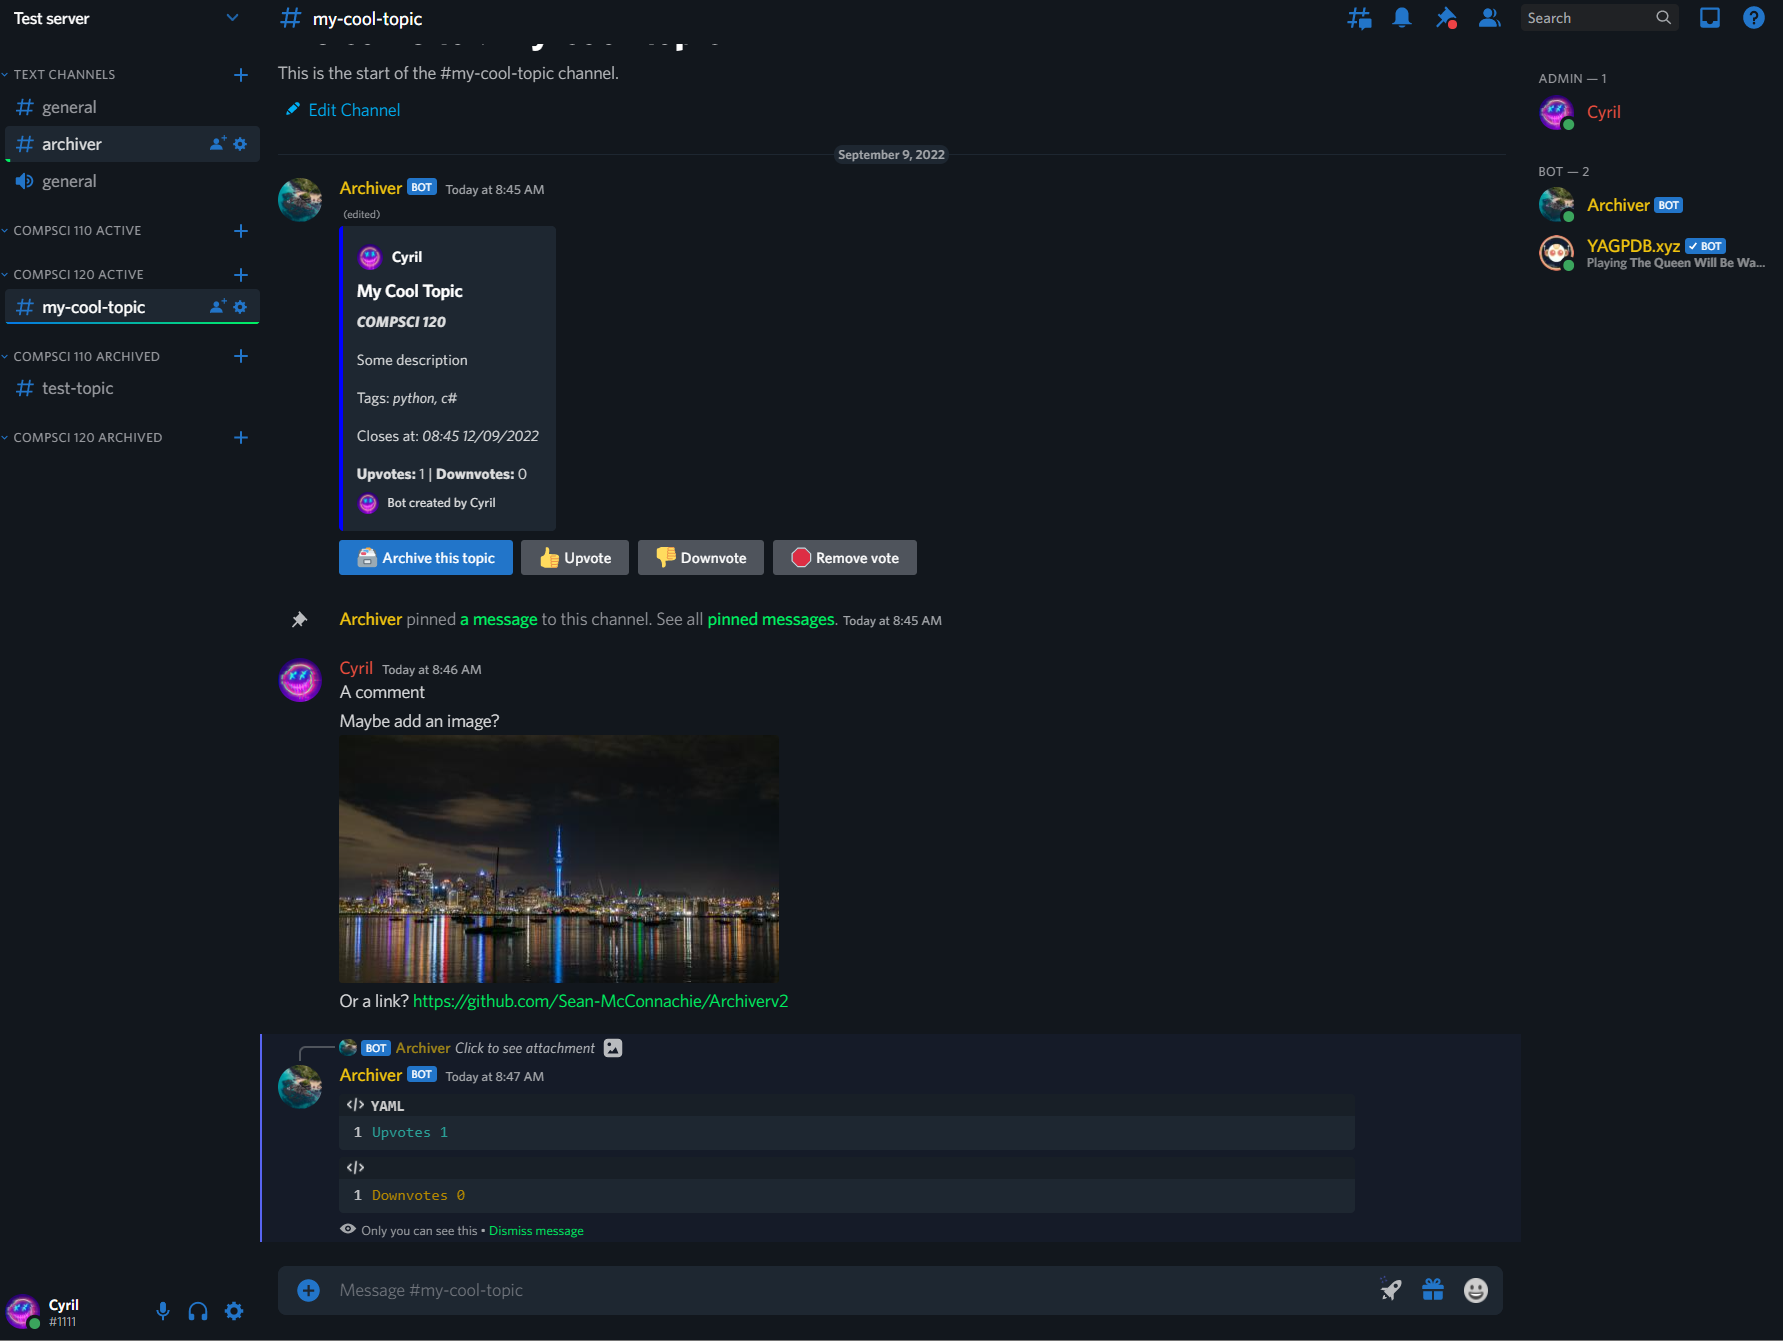 Test server
TEXT CHANNELS
general
archiver
general
COMPSCI 110 ACTIVE
COMPSCI 120 ACTIVE
my-cool-topic
COMPSCI 110 ARCHIVED
test-topic
COMPSCI 120 ARCHIVED
Cyril
#1111
my-cool-topic
Search
This is the start of the #my-cool-topic channel.
Edit Channel
September 9, 2022
Archiver BOT Today at 8:45 AM
(edited)
Cyril
My Cool Topic
COMPSCI 120
Some description
Tags: python, c#
Closes at: 08:45 12/09/2022
Upvotes: 1 | Downvotes: 0
Bot created by Cyril
Archive this topic Upvote Downvote Remove vote
Archiver pinned a message to this channel. See all pinned messages. Today at 8:45 AM
Cyril Today at 8:46 AM
A comment
Maybe add an image?
Or a link? https://github.com/Sean-McConnachie/Archiverv2
BOT Archiver Click to see attachment
Archiver BOT Today at 8:47 AM
</> YAML
1 Upvotes 1
</>
1 Downvotes 0
Only you can see this • Dismiss message
Message #my-cool-topic
ADMIN — 1
Cyril
BOT — 2
Archiver BOT
YAGPDB.xyz ✓ BOT
Playing The Queen Will Be Wa...